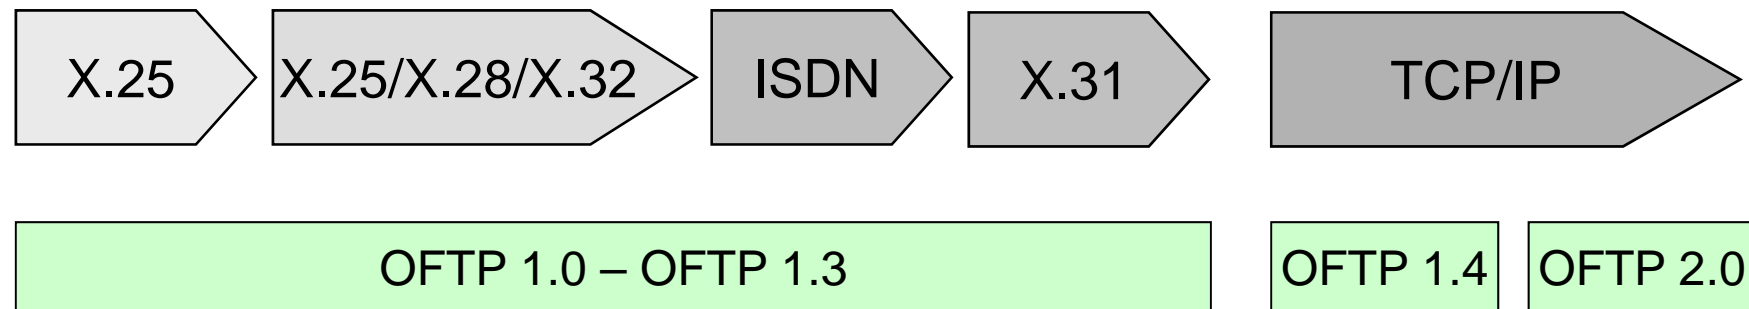 X.25
X.25/X.28/X.32
ISDN
X.31
TCP/IP
OFTP 1.0 – OFTP 1.3
OFTP 1.4
OFTP 2.0